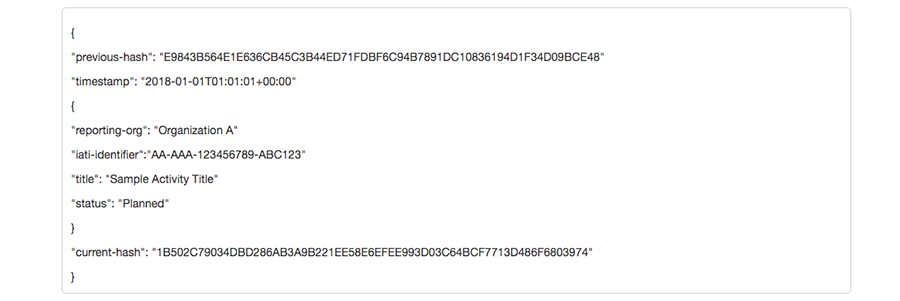 {
"previous-hash": "E9843B564E1E636CB45C3B44ED71FDBF6C94B7891DC10836194D1F34D09BCE48"
"timestamp": "2018-01-01T01:01:01+00:00"
{
"reporting-org": "Organization A"
"iati-identifier":"AA-AAA-123456789-ABC123"
"title": "Sample Activity Title"
"status": "Planned"
}
"current-hash": "1B502C79034DBD286AB3A9B221EE58E6EFEE993D03C64BCF7713D486F6803974"
}